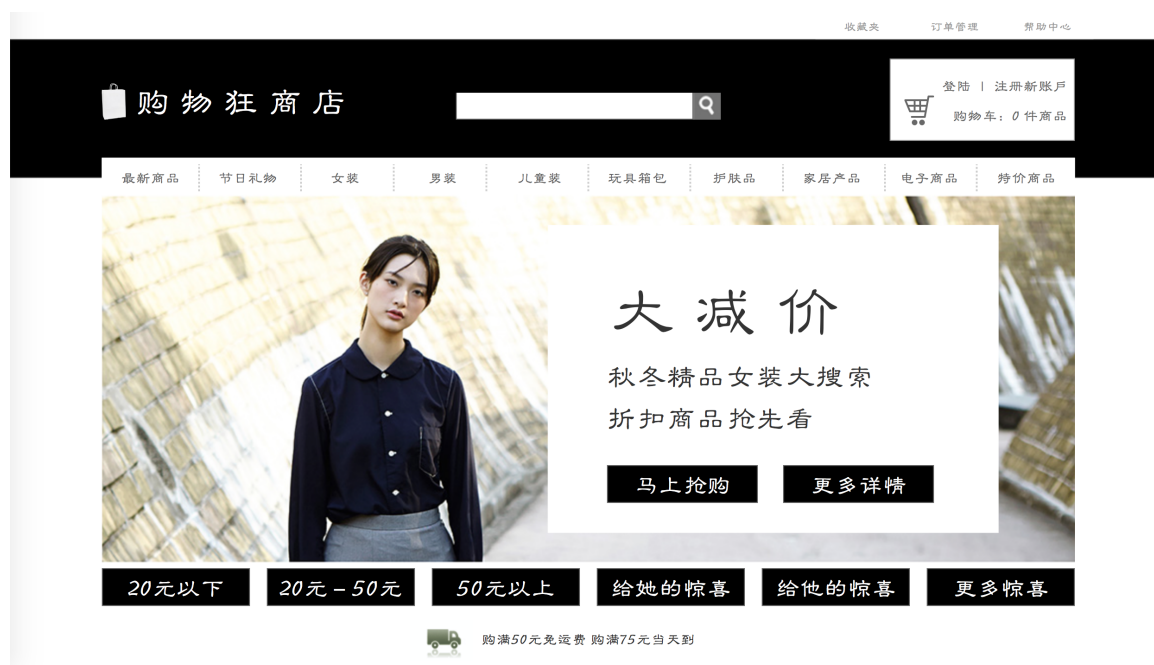 收藏夹 订单管理 帮助中心
购物狂商店
登陆 | 注册新账户
购物车：0 件商品
最新商品 节日礼物 女装 男装 儿童装 玩具箱包 护肤品 家居产品 电子商品 特价商品
大减价
秋冬精品女装大搜索
折扣商品抢先看
马上抢购 更多详情
20元以下 20元-50元 50元以上 给她的惊喜 给他的惊喜 更多惊喜
购满50元免运费 购满75元当天到